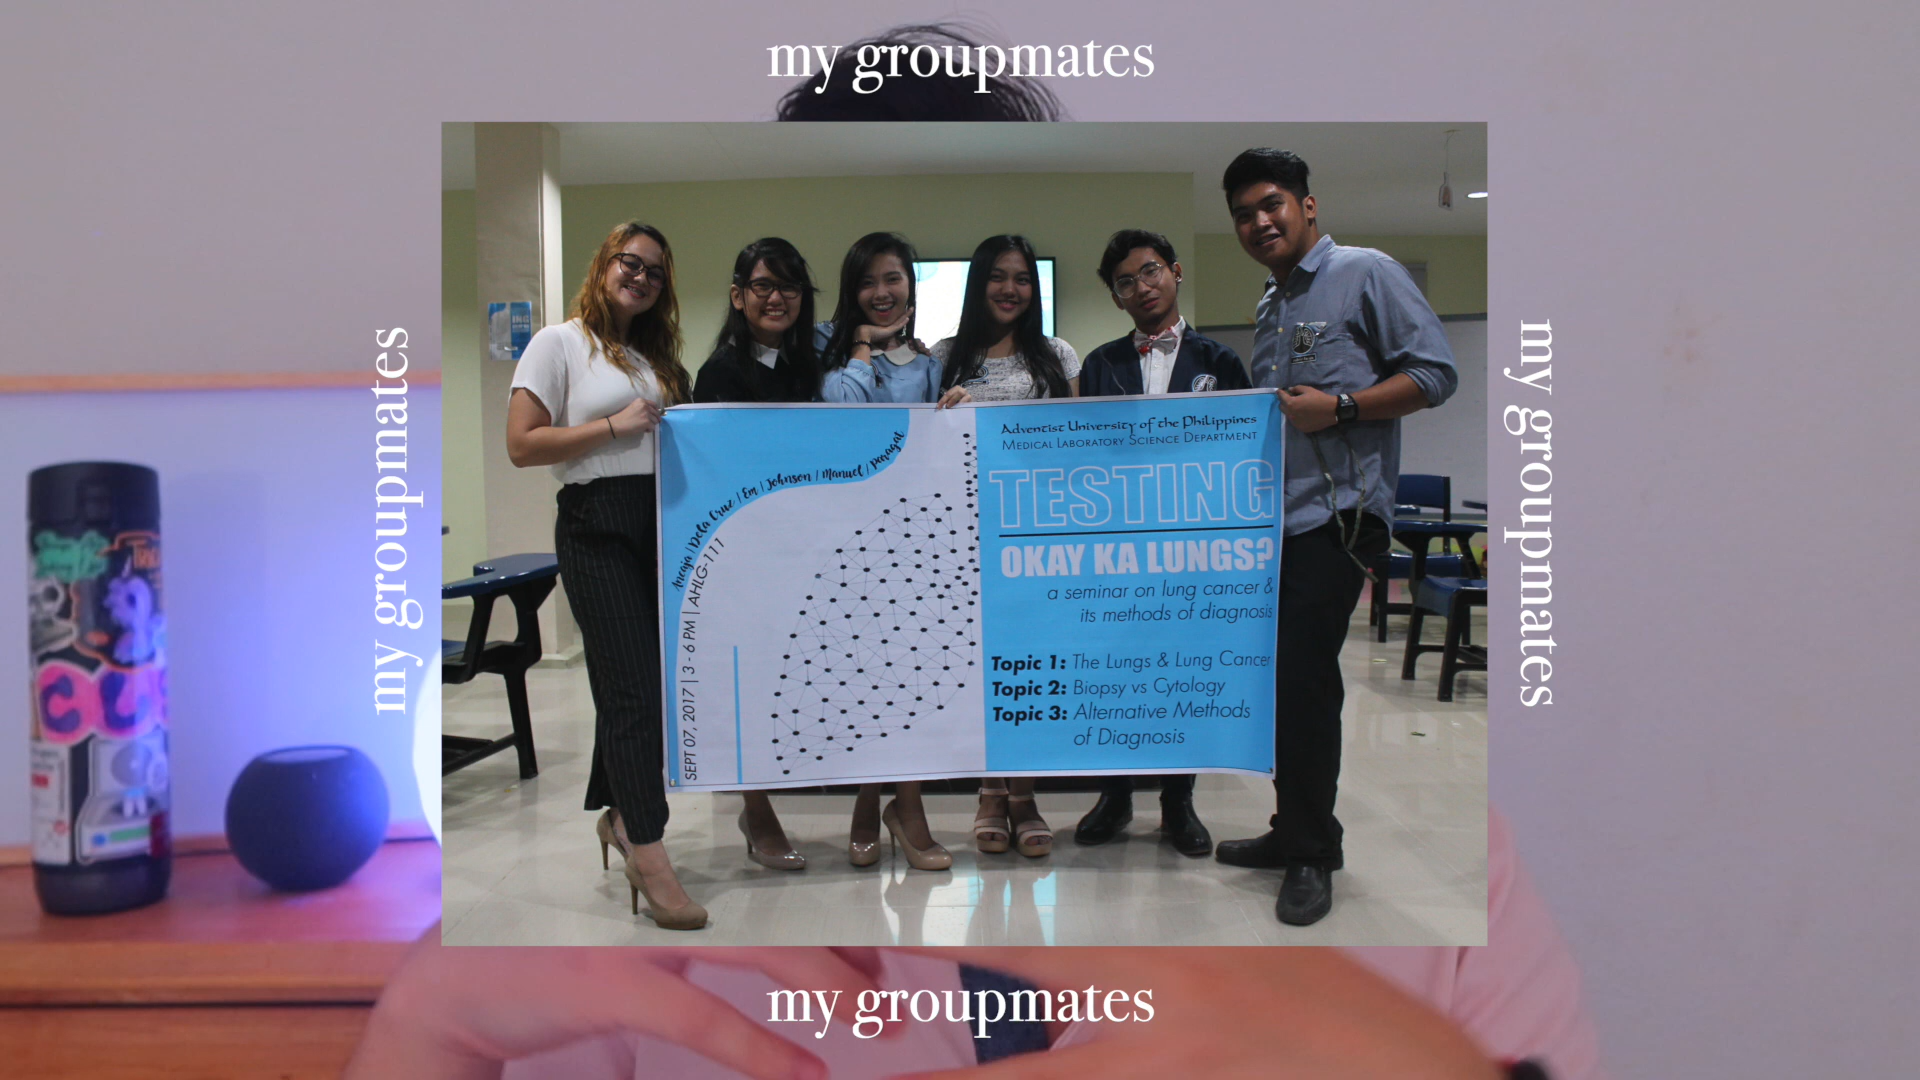 my groupmates
my groupmates
my groupmates
Adventist University of the Philippines
Medical Laboratory Science Department
TESTING
OKAY KA LUNGS?
a seminar on lung cancer &
its methods of diagnosis
Topic 1: The Lungs & Lung Cancer
Topic 2: Biopsy vs Cytology
Topic 3: Alternative Methods
of Diagnosis
Dela Cruz | Em | Johnson | Manuel | Panagat
SEPT 07, 2017 | 3 - 6 PM | AHLG-111
my groupmates